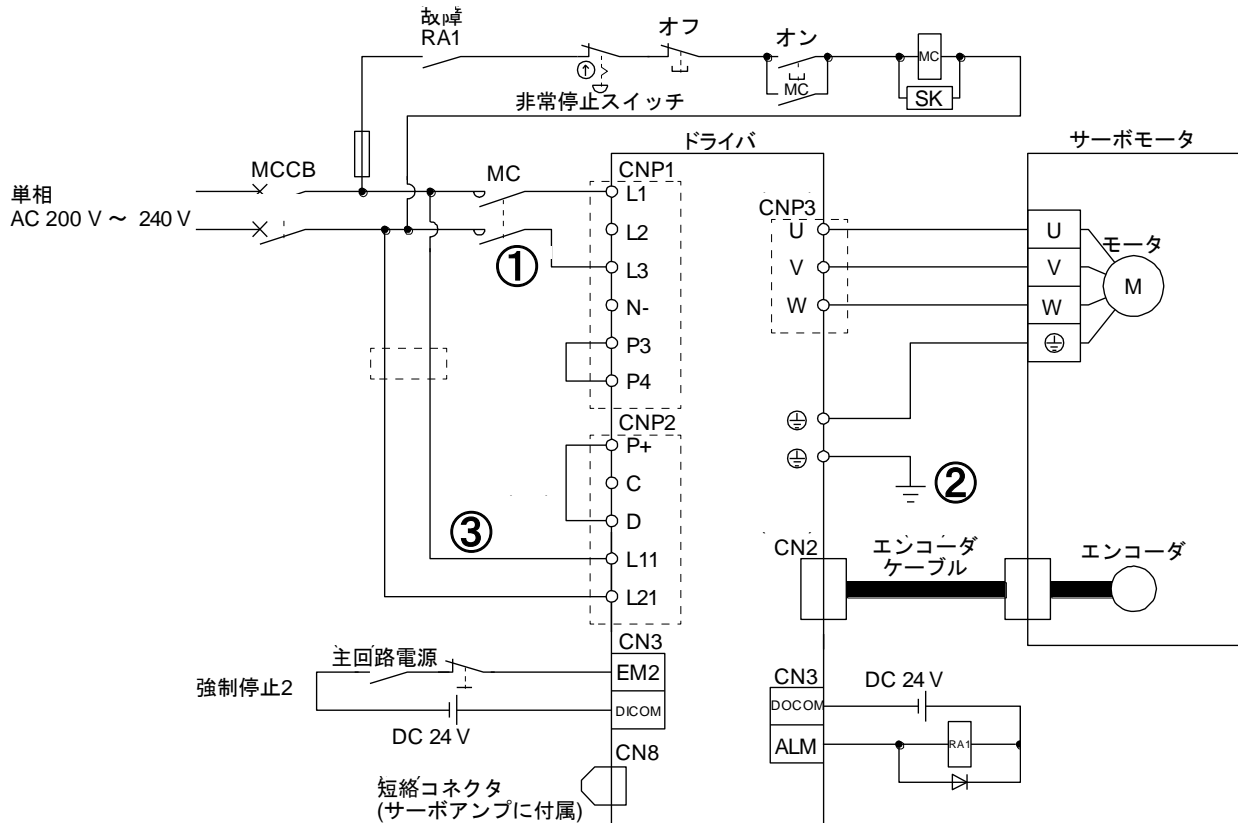 故障
RA1
オフ
オン
MC
MC
SK
非常停止スイッチ
ドライバ
サーボモータ
MCCB
MC
CNP1
単相
AC 200 V ～ 240 V
L1
L2
L3
N-
P3
P4
①
CNP3
U
V
W
U
V
W
モータ
M
CNP2
P+
C
D
L11
L21
②
③
CN2
エンコーダ
ケーブル
エンコーダ
CN3
主回路電源
EM2
強制停止2
DICOM
DC 24 V
CN3
DC 24 V
DOCOM
ALM
RA1
CN8
短絡コネクタ
(サーボアンプに付属)